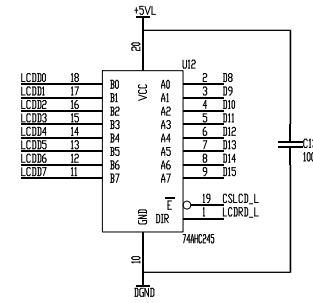 +5VL
20
U12
LCDD0 18 B0 VCC A0 2 D8
LCDD1 17 B1 A1 3 D9
LCDD2 16 B2 A2 4 D10
LCDD3 15 B3 A3 5 D11
LCDD4 14 B4 A4 6 D12
LCDD5 13 B5 A5 7 D13
LCDD6 12 B6 A6 8 D14
LCDD7 11 B7 A7 9 D15
E 19 CSLCD_L
GND DIR 1 LCDRD_L
74AHC245
10
DGND